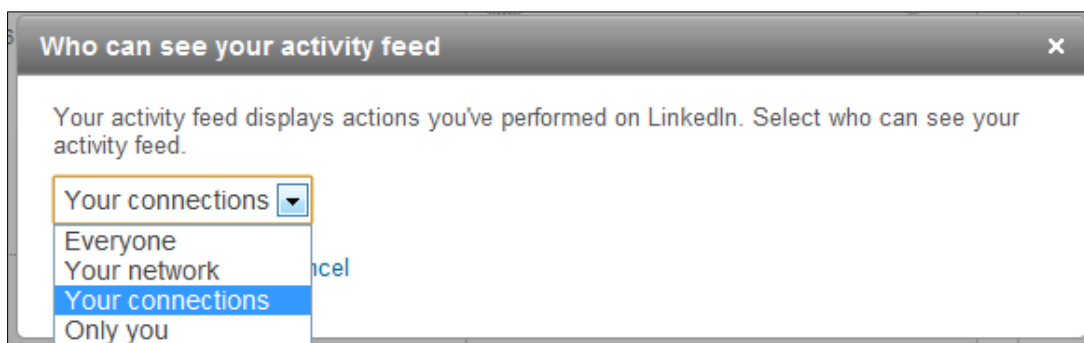 Who can see your activity feed
Your activity feed displays actions you've performed on LinkedIn. Select who can see your
activity feed.
Your connections
Everyone
Your network
ncel
Your connections
Only you